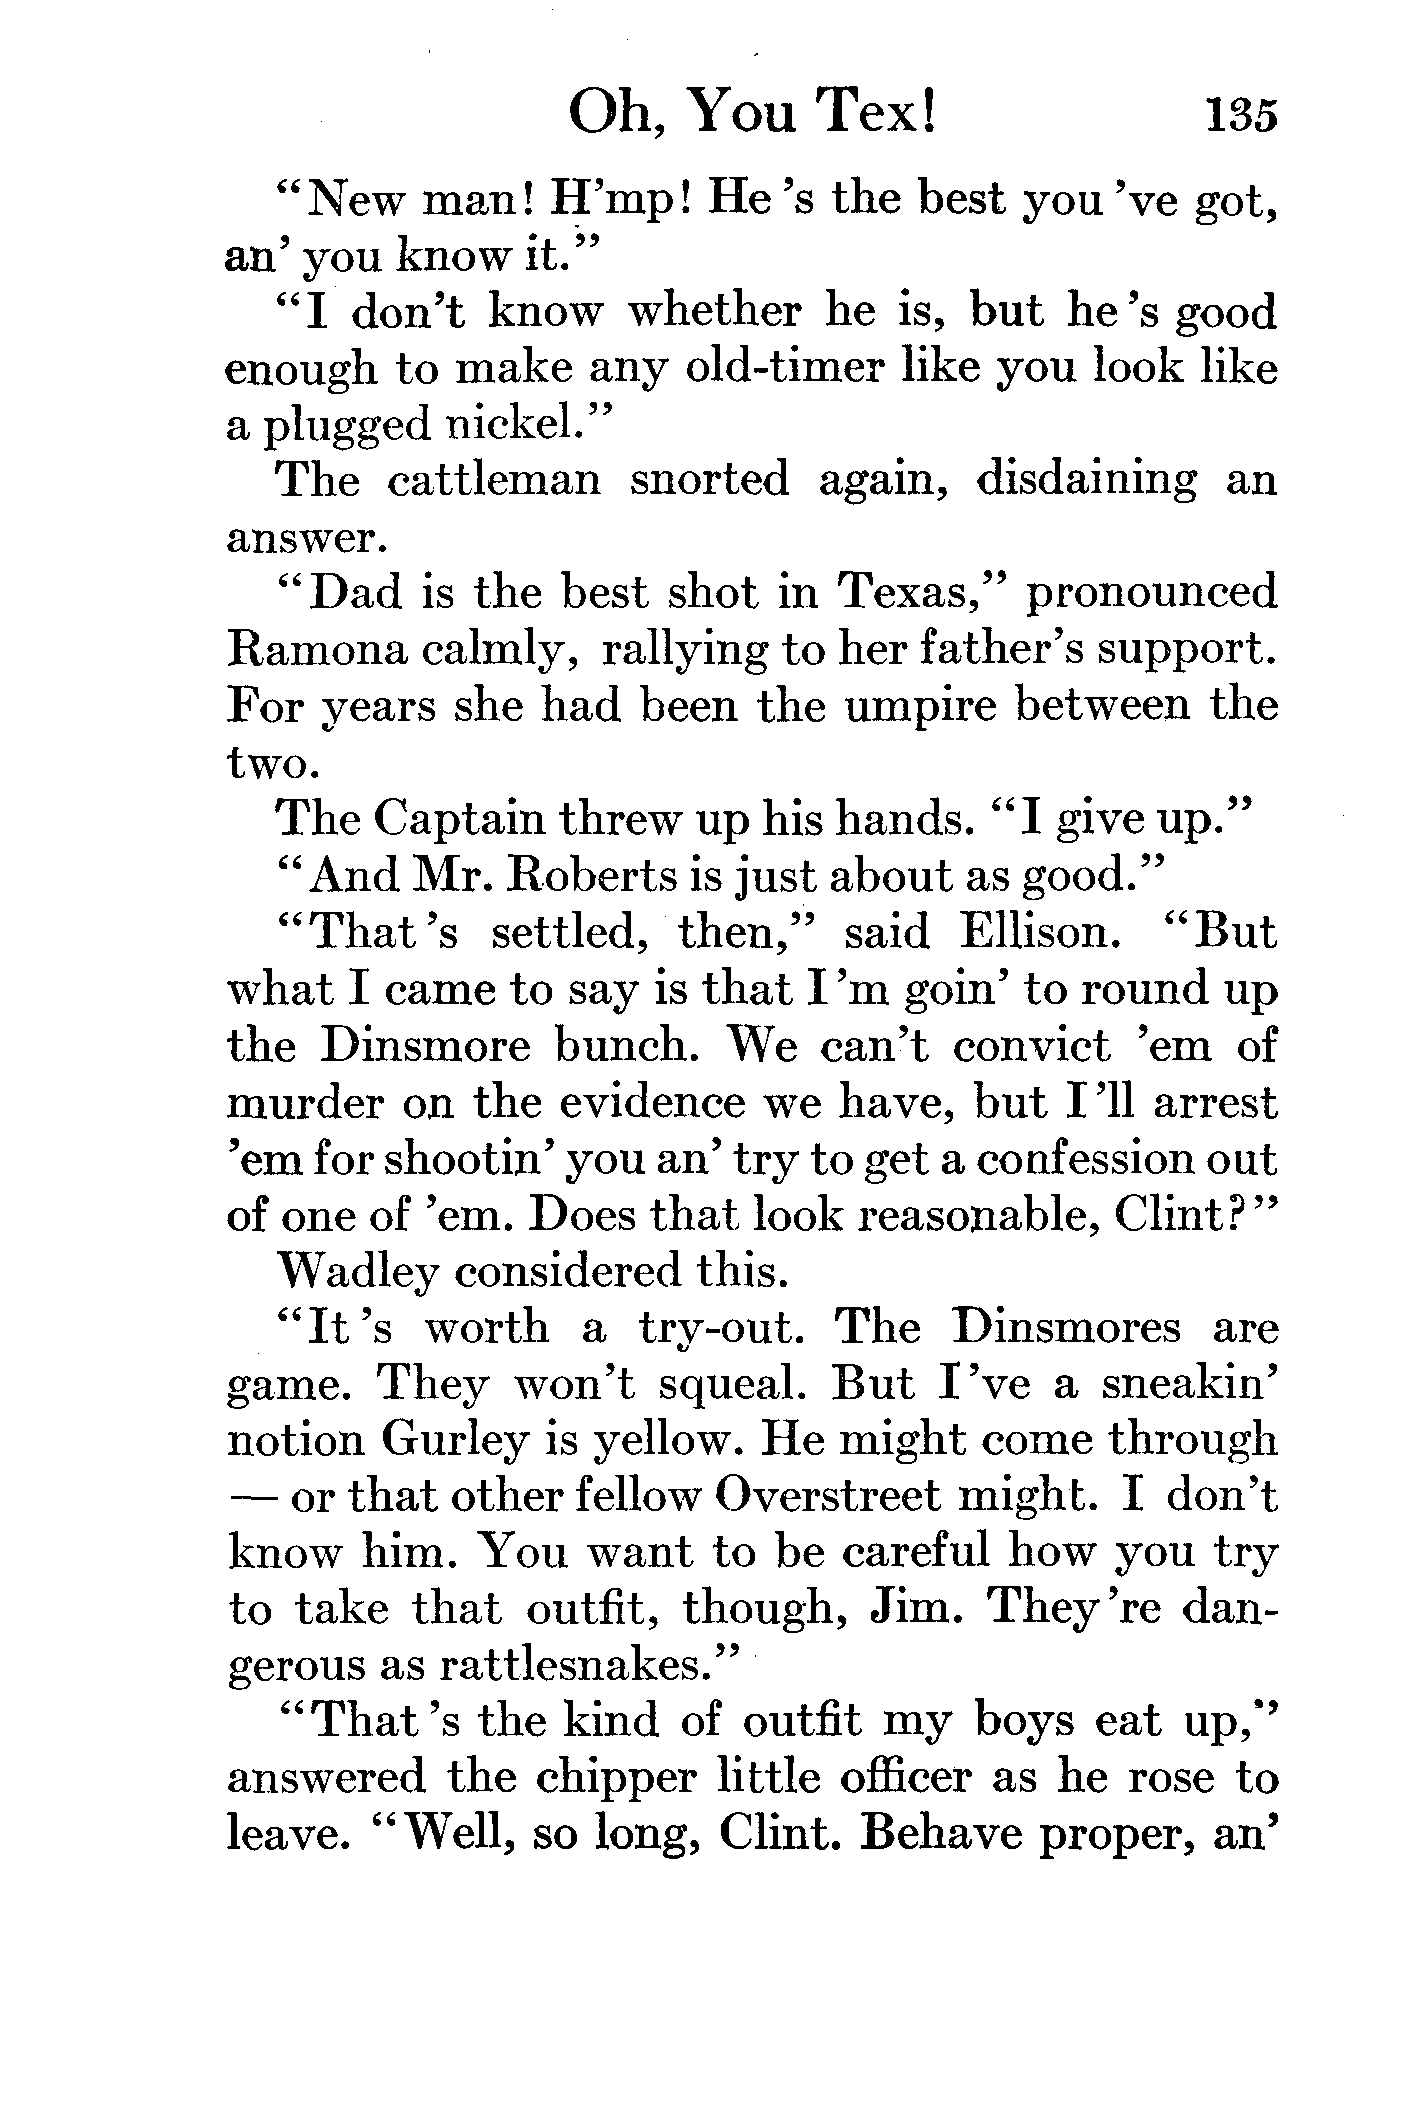 Oh, You Tex! 135
"New man! H'mp! He 's the best you 've got,
an' you know it."
"I don't know whether he is, but he 's good
enough to make any old-timer like you look like
a plugged nickel."
The cattleman snorted again, disdaining an
answer.
"Dad is the best shot in Texas," pronounced
Ramona calmly, rallying to her father's support.
For years she had been the umpire between the
two.
The Captain threw up his hands. "I give up."
"And Mr. Roberts is just about as good."
"That 's settled, then," said Ellison. "But
what I came to say is that I 'm goin' to round up
the Dinsmore bunch. We can't convict 'em of
murder on the evidence we have, but I 'll arrest
'em for shootin' you an' try to get a confession out
of one of 'em. Does that look reasonable, Clint?"
Wadley considered this.
"It 's worth a try-out. The Dinsmores are
game. They won't squeal. But I 've a sneakin'
notion Gurley is yellow. He might come through
— or that other fellow Overstreet might. I don't
know him. You want to be careful how you try
to take that outfit, though, Jim. They 're dan-
gerous as rattlesnakes."
"That 's the kind of outfit my boys eat up,"
answered the chipper little officer as he rose to
leave. "Well, so long, Clint. Behave proper, an'